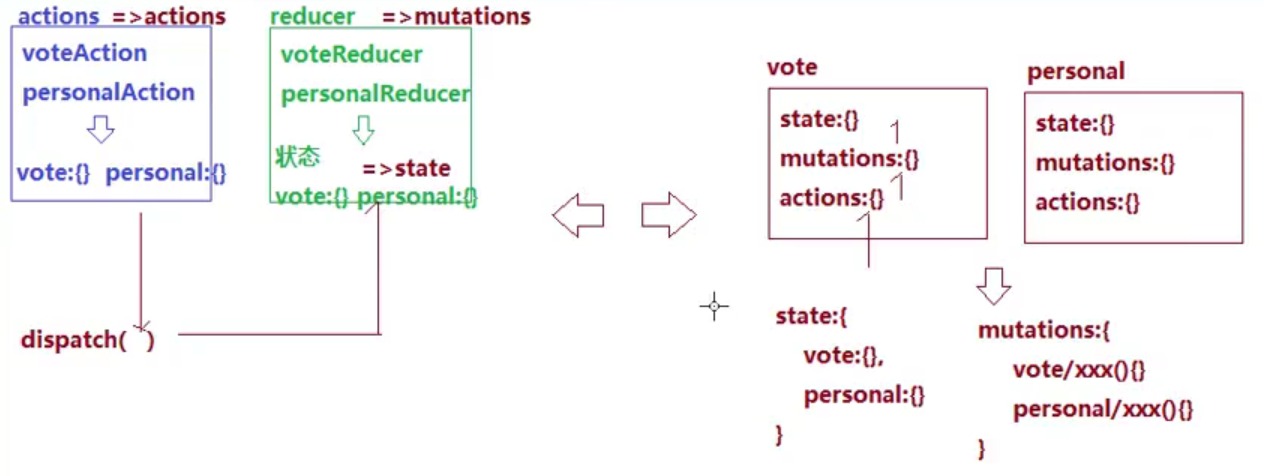 actions =>actions
voteAction
personalAction
vote:{} personal:{}
reducer =>mutations
voteReducer
personalReducer
状态
=>state
vote:{} personal:{}
dispatch( )
vote
state:{}
mutations:{}
actions:{}
personal
state:{}
mutations:{}
actions:{}
state:{
vote:{},
personal:{}
}
mutations:{
vote/xxx(){}
personal/xxx(){}
}